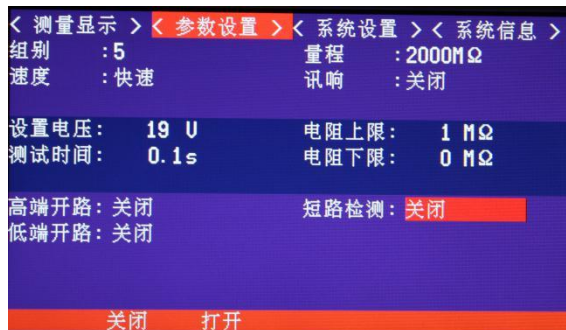 < 测量显示 > < 参数设置 > < 系统设置 > < 系统信息 >
组别 :5 量程 :2000MΩ
速度 :快速 讯响 :关闭
设置电压: 19 V 电阻上限: 1 MΩ
测试时间: 0.1s 电阻下限: 0 MΩ
高端开路:关闭 短路检测:关闭
低端开路:关闭
关闭 打开